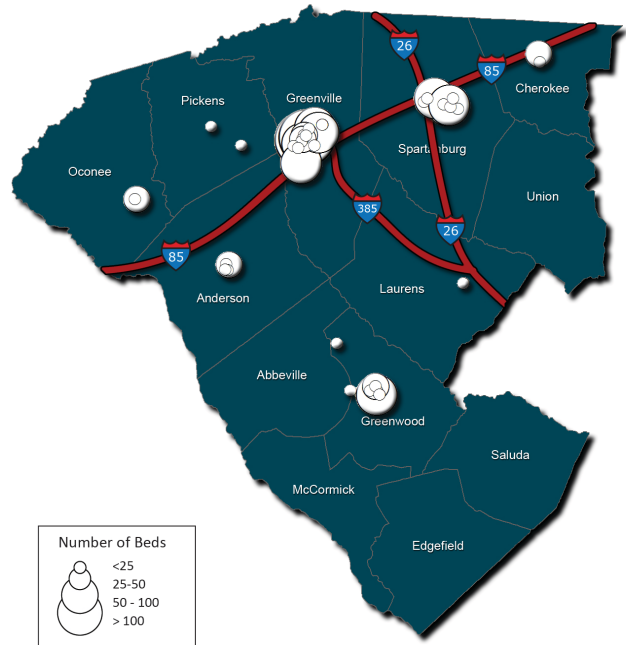 26
85
Cherokee
Pickens
Greenville
Spartanburg
Oconee
Union
385
26
85
Anderson
Laurens
Abbeville
Greenwood
Saluda
McCormick
Edgefield
Number of Beds
<25
25-50
50 - 100
> 100